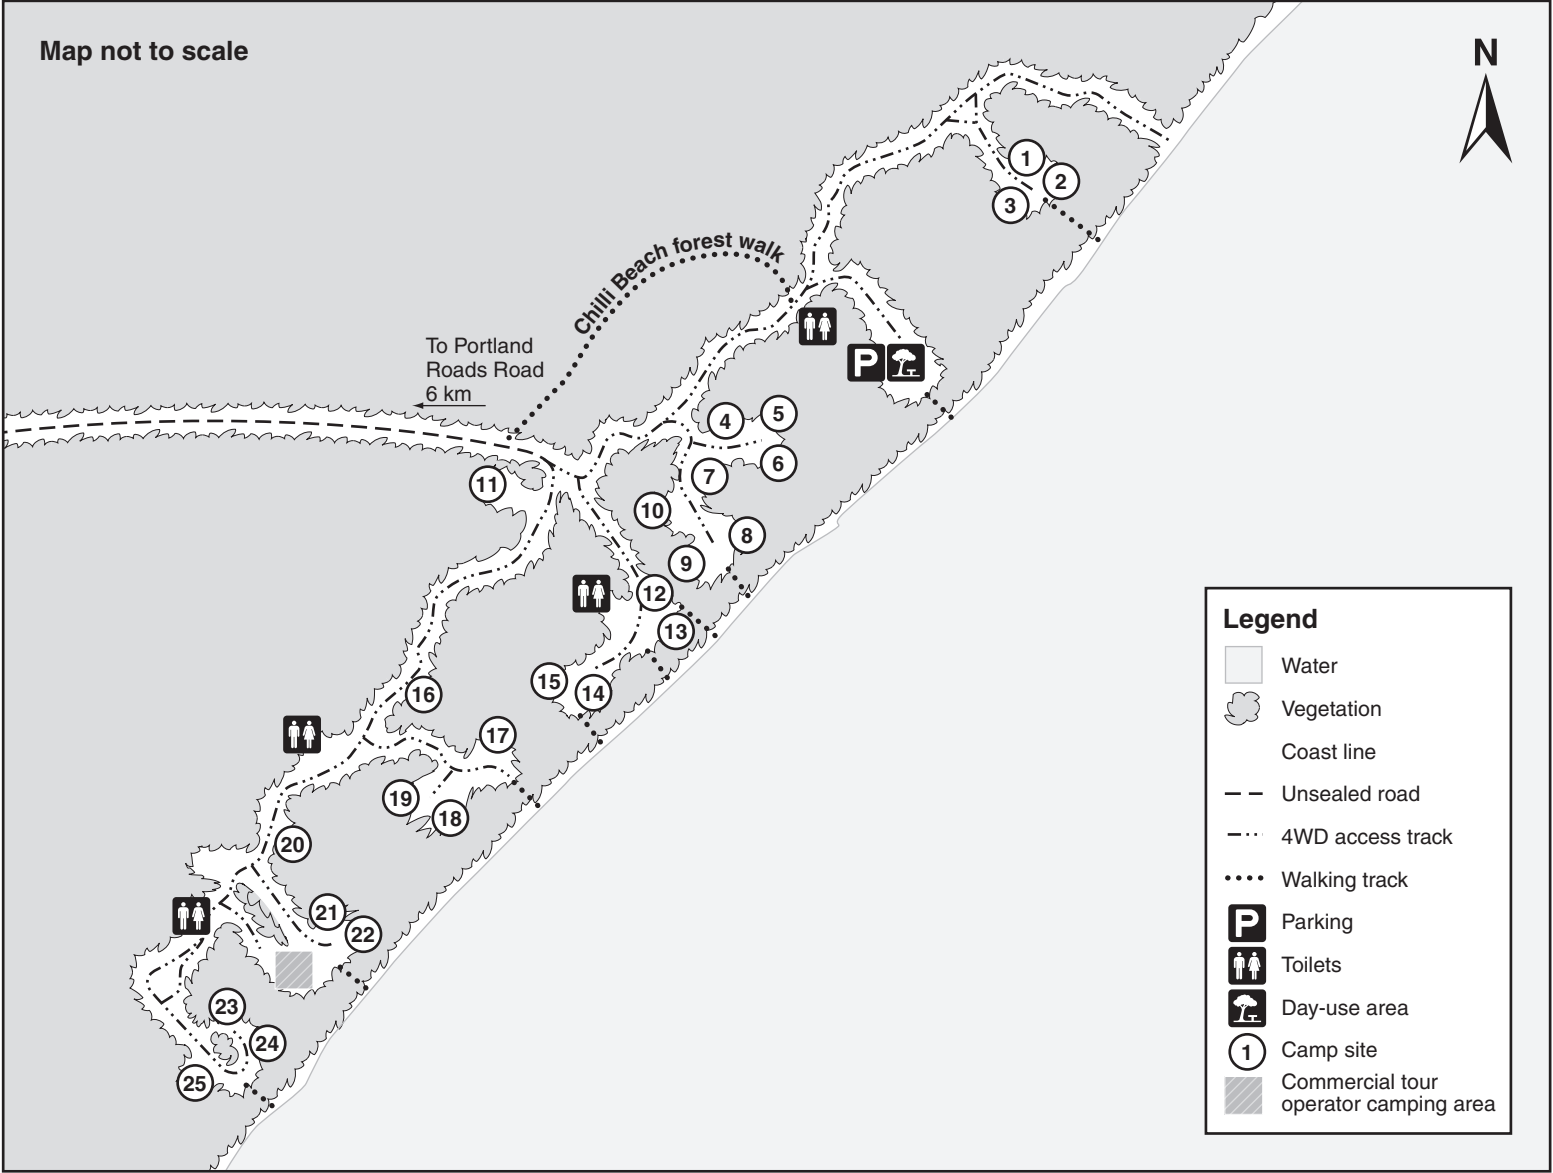 Map not to scale
N
1
2
3
Chilli Beach forest walk
To Portland
Roads Road
6 km
P
4
5
6
7
11
10
8
9
12
13
15
14
16
17
19
18
20
21
22
23
24
25
Legend
Water
Vegetation
Coast line
Unsealed road
4WD access track
Walking track
P Parking
Toilets
Day-use area
1 Camp site
Commercial tour
operator camping area